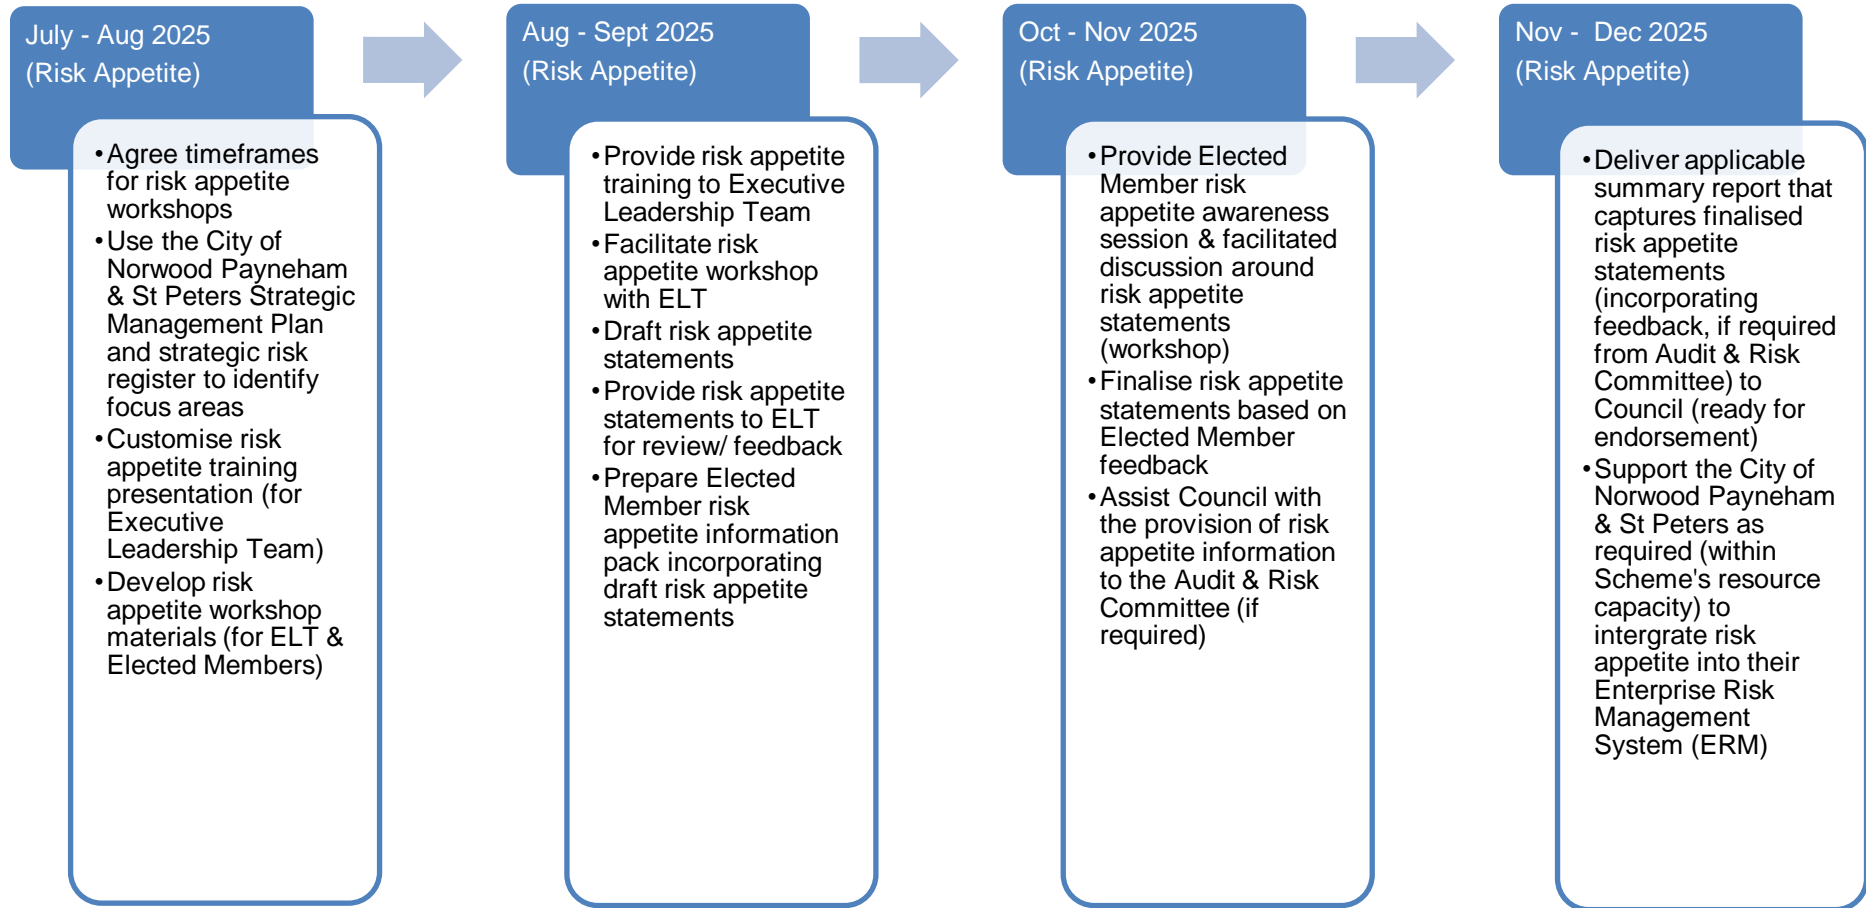 July - Aug 2025
(Risk Appetite)
•Agree timeframes
for risk appetite
workshops
•Use the City of
Norwood Payneham
& St Peters Strategic
Management Plan
and strategic risk
register to identify
focus areas
•Customise risk
appetite training
presentation (for
Executive
Leadership Team)
•Develop risk
appetite workshop
materials (for ELT &
Elected Members)
Aug - Sept 2025
(Risk Appetite)
•Provide risk appetite
training to Executive
Leadership Team
•Facilitate risk
appetite workshop
with ELT
•Draft risk appetite
statements
•Provide risk appetite
statements to ELT
for review/ feedback
•Prepare Elected
Member risk
appetite information
pack incorporating
draft risk appetite
statements
Oct - Nov 2025
(Risk Appetite)
•Provide Elected
Member risk
appetite awareness
session & facilitated
discussion around
risk appetite
statements
(workshop)
•Finalise risk appetite
statements based on
Elected Member
feedback
•Assist Council with
the provision of risk
appetite information
to the Audit & Risk
Committee (if
required)
Nov -  Dec 2025
(Risk Appetite)
•Deliver applicable
summary report that
captures finalised
risk appetite
statements
(incorporating
feedback, if required
from Audit & Risk
Committee) to
Council (ready for
endorsement)
•Support the City of
Norwood Payneham
& St Peters as
required (within
Scheme's resource
capacity) to
intergrate risk
appetite into their
Enterprise Risk
Management
System (ERM)